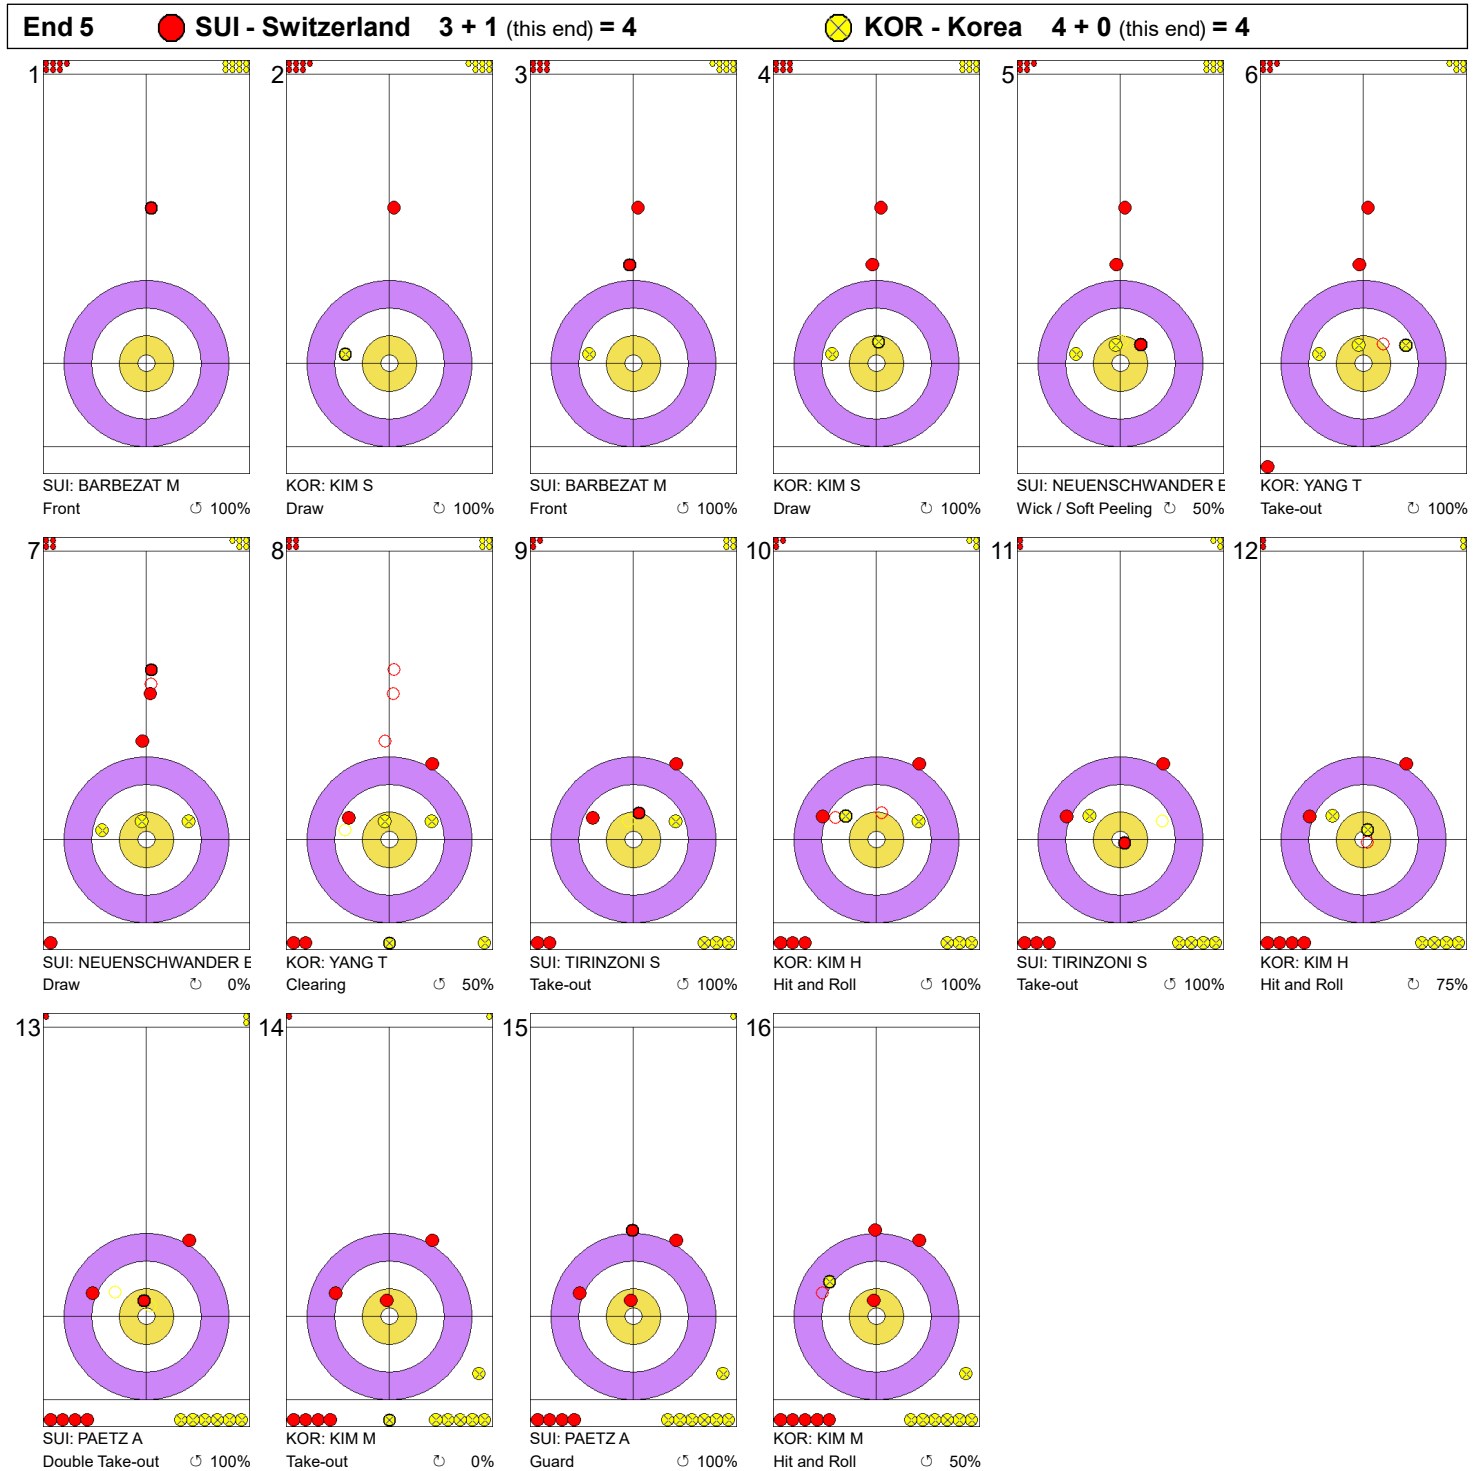 End 5 SUI - Switzerland 3 + 1 (this end) = 4 KOR - Korea 4 + 0 (this end) = 4
1 2 3 4 5 6
SUI: BARBEZAT M KOR: KIM S SUI: BARBEZAT M KOR: KIM S SUI: NEUENSCHWANDER E KOR: YANG T
Front ↺ 100% Draw ↻ 100% Front ↺ 100% Draw ↻ 100% Wick / Soft Peeling ↻ 50% Take-out ↺ 100%
7 8 9 10 11 12
SUI: NEUENSCHWANDER E KOR: YANG T SUI: TIRINZONI S KOR: KIM H SUI: TIRINZONI S KOR: KIM H
Draw ↻ 0% Clearing ↺ 50% Take-out ↺ 100% Hit and Roll ↺ 100% Take-out ↺ 100% Hit and Roll ↻ 75%
13 14 15 16
SUI: PAETZ A KOR: KIM M SUI: PAETZ A KOR: KIM M
Double Take-out ↺ 100% Take-out ↻ 0% Guard ↺ 100% Hit and Roll ↺ 50%